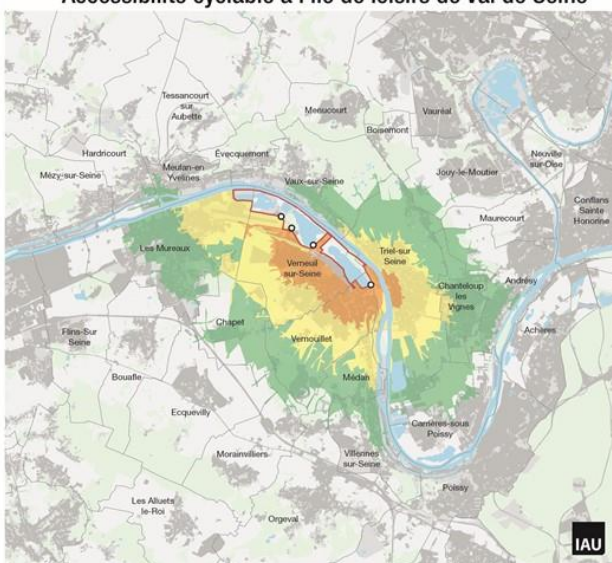 Accessibilité cyclable à l'île de loisirs de Val de Seine
Tessancourt
sur
Aubette
Menucourt
Vauréal
Boisemont
Hardricourt
Évecquemont
Neuville
sur-Oise
Meulan-en
Yvelines
Mézy-sur-Seine
Jouy-le-Moutier
Vaux-sur-Seine
Conflans
Sainte
Honorine
Maurecourt
Les Mureaux
Triel-sur
Seine
Verneuil
sur-Seine
Andrésy
Chanteloup
les
Vignes
Chapet
Achères
Flins-Sur
Seine
Vernouillet
Bouafle
Médan
Ecquevilly
Carrières-sous
Poissy
Morainvilliers
Villennes
sur-Seine
Poissy
Les Alluets
le-Roi
Orgeval
IAU